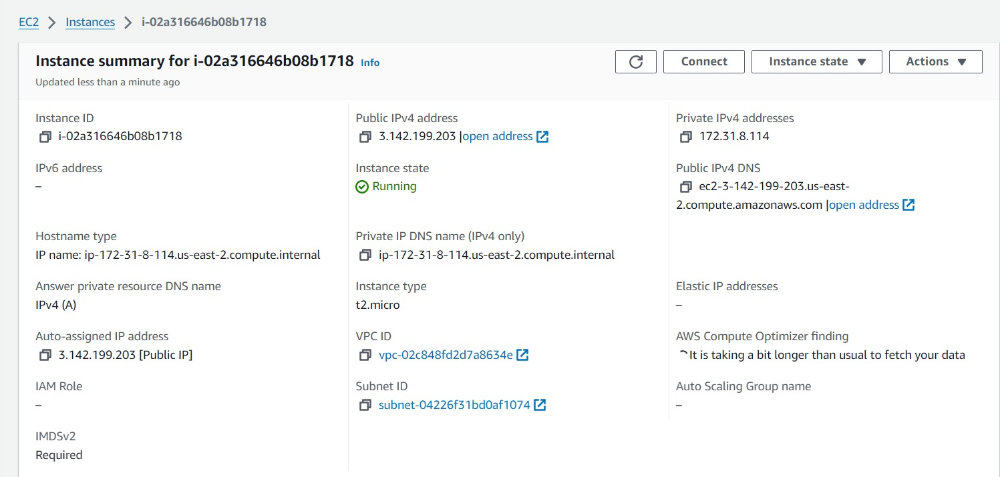 EC2 > Instances > i-02a316646b08b1718
Instance summary for i-02a316646b08b1718 Info
Updated less than a minute ago
Connect
Instance state
Actions
Instance ID
i-02a316646b08b1718
Public IPv4 address
3.142.199.203 |open address
Private IPv4 addresses
172.31.8.114
IPv6 address
–
Instance state
Running
Public IPv4 DNS
ec2-3-142-199-203.us-east-
2.compute.amazonaws.com |open address
Hostname type
IP name: ip-172-31-8-114.us-east-2.compute.internal
Private IP DNS name (IPv4 only)
ip-172-31-8-114.us-east-2.compute.internal
Answer private resource DNS name
IPv4 (A)
Instance type
t2.micro
Elastic IP addresses
–
Auto-assigned IP address
3.142.199.203 [Public IP]
VPC ID
vpc-02c848fd2d7a8634e
AWS Compute Optimizer finding
It is taking a bit longer than usual to fetch your data
IAM Role
–
Subnet ID
subnet-04226f31bd0af1074
Auto Scaling Group name
–
IMDSv2
Required